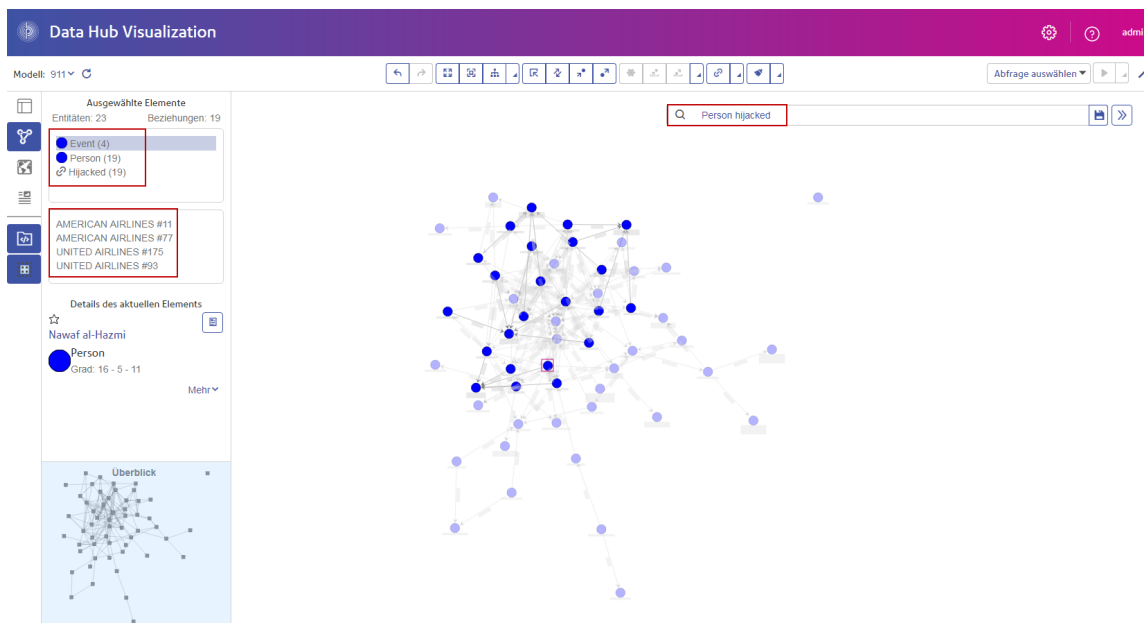 Data Hub Visualization
admi
Modell: 911
Abfrage auswählen
Ausgewählte Elemente
Entitäten: 23 Beziehungen: 19
Event (4)
Person (19)
Hijacked (19)
AMERICAN AIRLINES #11
AMERICAN AIRLINES #77
UNITED AIRLINES #175
UNITED AIRLINES #93
Details des aktuellen Elements
Nawaf al-Hazmi
Person
Grad: 16 - 5 - 11
Mehr
Überblick
Person hijacked